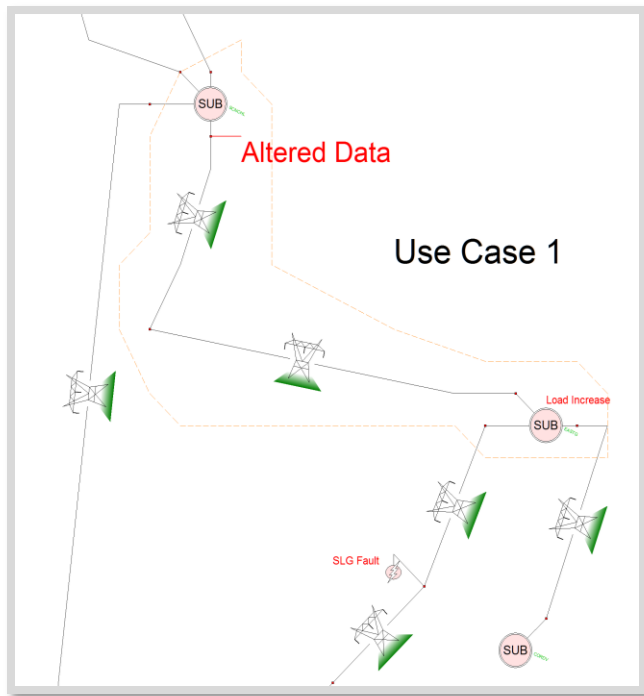 SUB
Altered Data
Use Case 1
Load Increase
SUB
SLG Fault
SUB